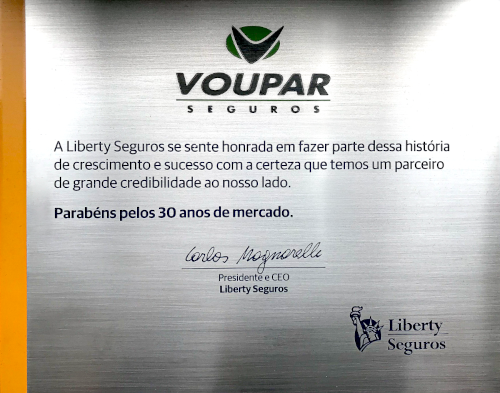 VOUPAR
SEGUROS
A Liberty Seguros se sente honrada em fazer parte dessa história
de crescimento e sucesso com a certeza que temos um parceiro
de grande credibilidade ao nosso lado.
Parabéns pelos 30 anos de mercado.
Carlos Magnarelli
Presidente e CEO
Liberty Seguros
Liberty
Seguros